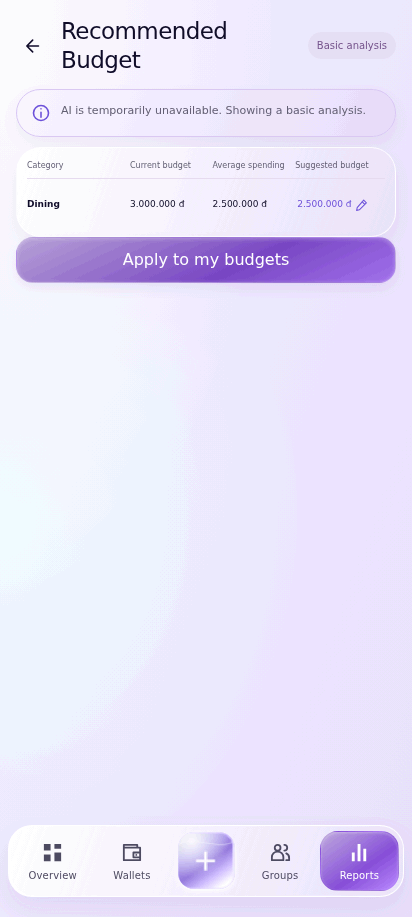 Recommended
Budget
Basic analysis
AI is temporarily unavailable. Showing a basic analysis.
Category Current budget Average spending Suggested budget
Dining 3.000.000 đ 2.500.000 đ 2.500.000 đ
Apply to my budgets
Overview Wallets Groups Reports